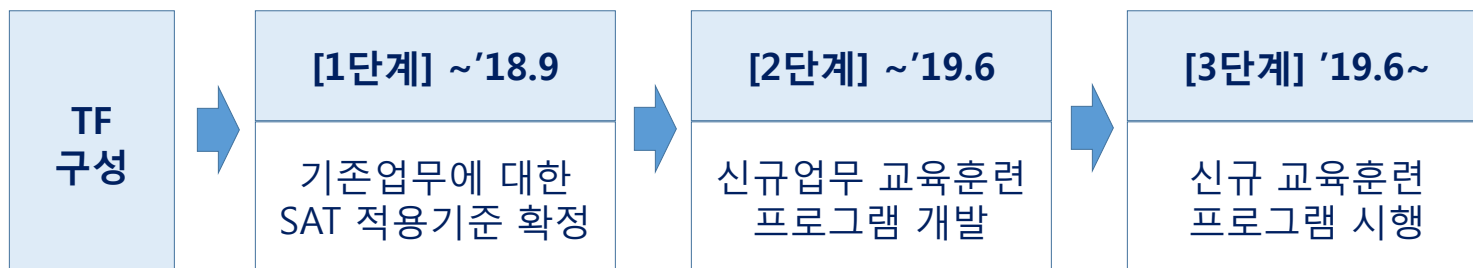 TF
구성
[1단계] ~’18.9
기존업무에 대한
SAT 적용기준 확정
[2단계] ~’19.6
신규업무 교육훈련
프로그램 개발
[3단계] ’19.6~
신규 교육훈련
프로그램 시행